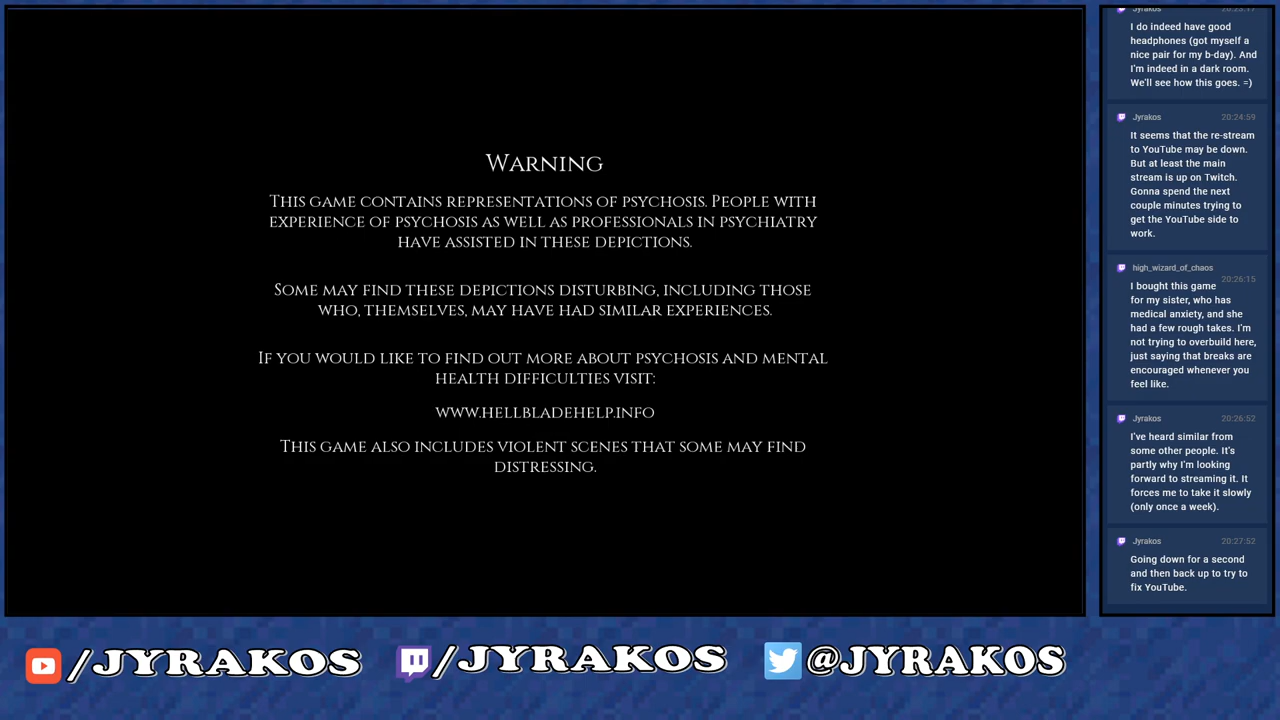 Warning
This game contains representations of psychosis. People with
experience of psychosis as well as professionals in psychiatry
have assisted in these depictions.
Some may find these depictions disturbing, including those
who, themselves, may have had similar experiences.
If you would like to find out more about psychosis and mental
health difficulties visit:
www.hellbladehelp.info
This game also includes violent scenes that some may find
distressing.
Jyrakos 20:23:17
I do indeed have good
headphones (got myself a
nice pair for my b-day). And
I'm indeed in a dark room.
We'll see how this goes. =)
Jyrakos 20:24:59
It seems that the re-stream
to YouTube may be down.
But at least the main
stream is up on Twitch.
Gonna spend the next
couple minutes trying to
get the YouTube side to
work.
high_wizard_of_chaos
20:26:15
I bought this game
for my sister, who has
medical anxiety, and she
had a few rough takes. I'm
not trying to overbuild here,
just saying that breaks are
encouraged whenever you
feel like.
Jyrakos 20:26:52
I've heard similar from
some other people. It's
partly why I'm looking
forward to streaming it. It
forces me to take it slowly
(only once a week).
Jyrakos 20:27:52
Going down for a second
and then back up to try to
fix YouTube.
/JYRAKOS /JYRAKOS @JYRAKOS